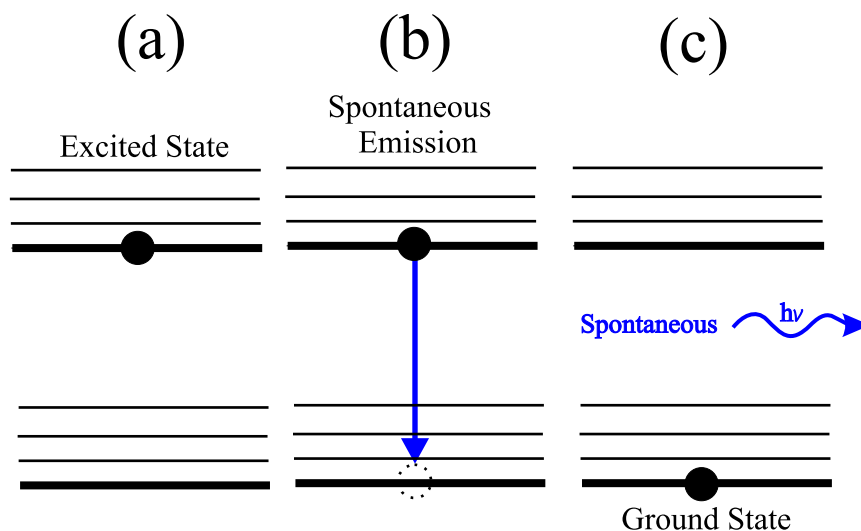 (a)
(b)
(c)
Excited State
Spontaneous
Emission
Spontaneous
hν
Ground State